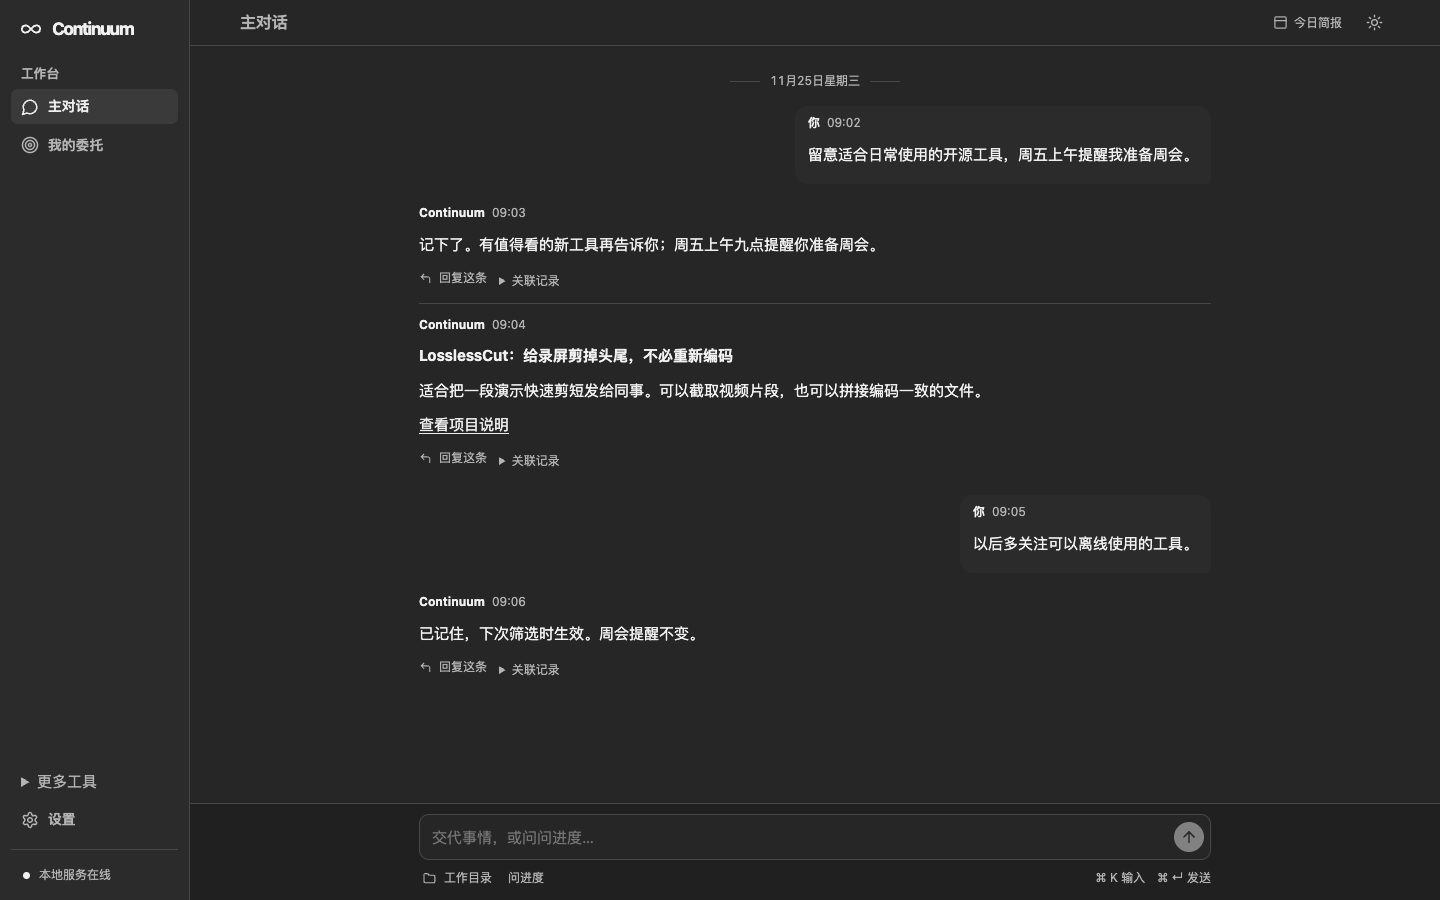 Continuum
工作台
主对话
我的委托
更多工具
设置
本地服务在线
主对话
今日简报
11月25日星期三
你 09:02
留意适合日常使用的开源工具，周五上午提醒我准备周会。
Continuum 09:03
记下了。有值得看的新工具再告诉你；周五上午九点提醒你准备周会。
回复这条 ▶ 关联记录
Continuum 09:04
LosslessCut：给录屏剪掉头尾，不必重新编码
适合把一段演示快速剪短发给同事。可以截取视频片段，也可以拼接编码一致的文件。
查看项目说明
回复这条 ▶ 关联记录
你 09:05
以后多关注可以离线使用的工具。
Continuum 09:06
已记住，下次筛选时生效。周会提醒不变。
回复这条 ▶ 关联记录
交代事情，或问问进度...
工作目录 问进度 ⌘ K 输入 ⌘ ↵ 发送